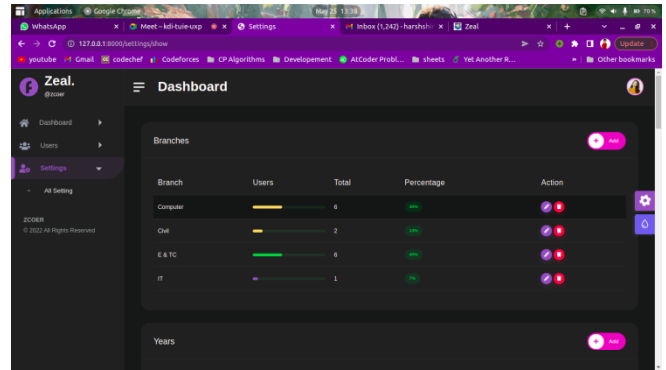 Applications Google Chrome May 25 13:38 70%
WhatsApp Meet – kdi-tuie-uxp Settings Inbox (1,242) - harshshi Zeal
127.0.0.1:8000/settings/show Update
youtube Gmail codechef Codeforces CP Algorithms Developement AtCoder Probl... sheets Yet Another R... Other bookmarks
Zeal.
@zcoer
Dashboard
Dashboard
Users
Settings
All Setting
ZCOER
© 2022 All Rights Reserved
Branches Add
Branch Users Total Percentage Action
Computer 6
Civil 2
E & TC 6
IT 1
Years Add